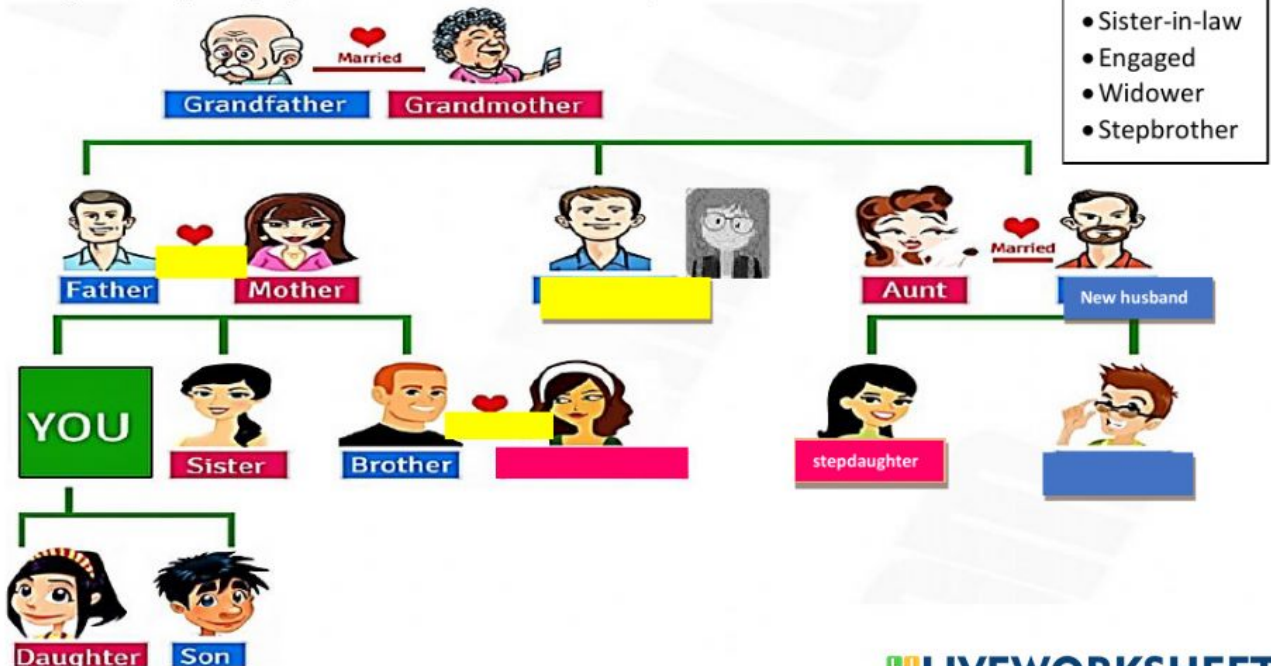 • Sister-in-law
• Engaged
• Widower
• Stepbrother
Married
Grandfather
Grandmother
Married
Father
Mother
Aunt
New husband
YOU
Sister
Brother
stepdaughter
Daughter
Son
LIVEWORKSHEET